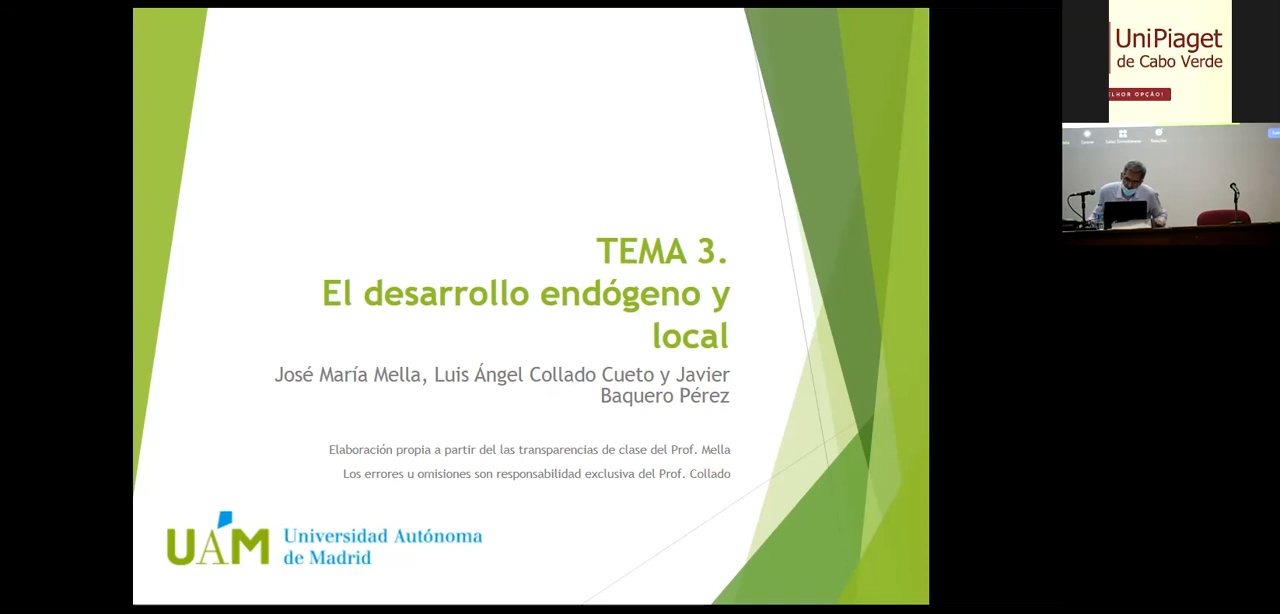 TEMA 3.
El desarrollo endógeno y
local
José María Mella, Luis Ángel Collado Cueto y Javier
Baquero Pérez
Elaboración propia a partir del las transparencias de clase del Prof. Mella
Los errores u omisiones son responsabilidad exclusiva del Prof. Collado
UAM Universidad Autónoma
de Madrid
UniPiaget
de Cabo Verde
ELHOR OPÇÃO!